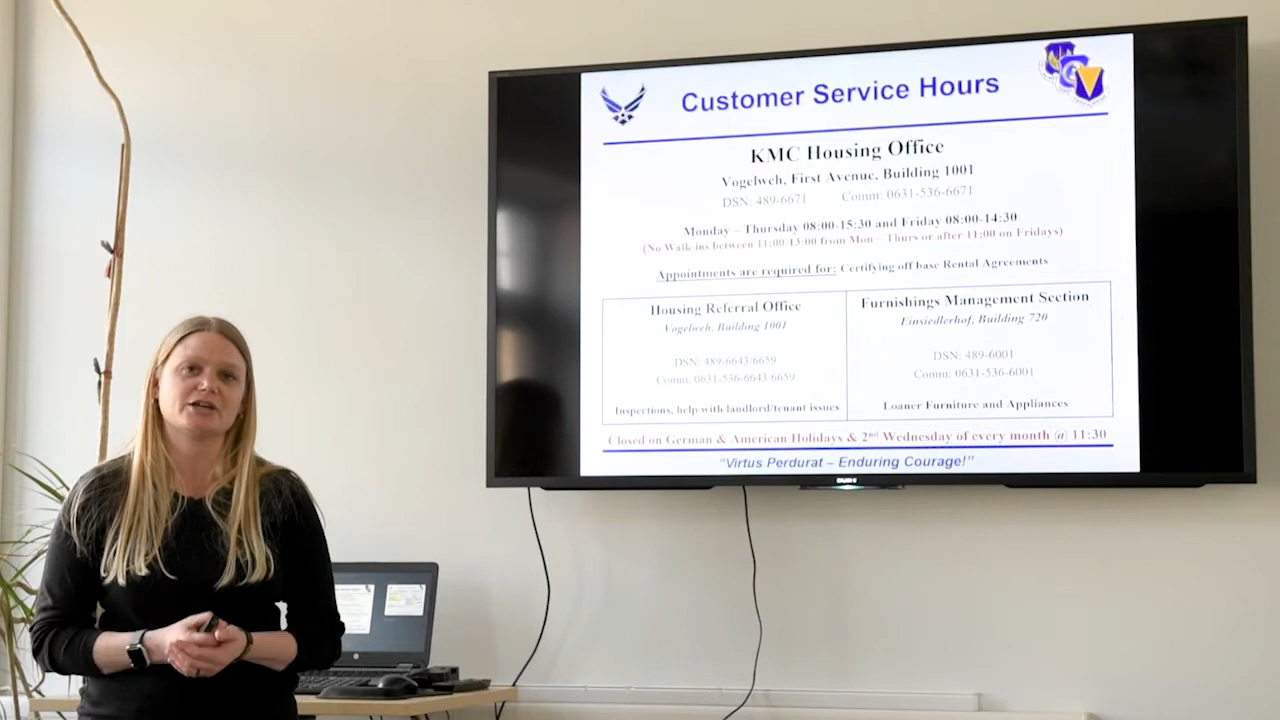 Customer Service Hours
KMC Housing Office
Vogelweh, First Avenue, Building 1001
DSN: 489-6671 Comm: 0631-536-6671
Monday – Thursday 08:00-15:30 and Friday 08:00-14:30
(No Walk-ins between 11:00-13:00 from Mon – Thurs or after 11:00 on Fridays)
Appointments are required for: Certifying off base Rental Agreements
Housing Referral Office
Vogelweh, Building 1001
DSN: 489-6643/6659
Comm: 0631-536-6643/6659
Inspections, help with landlord/tenant issues
Furnishings Management Section
Einsiedlerhof, Building 720
DSN: 489-6001
Comm: 0631-536-6001
Loaner Furniture and Appliances
Closed on German & American Holidays & 2nd Wednesday of every month @ 11:30
“Virtus Perdurat – Enduring Courage!”